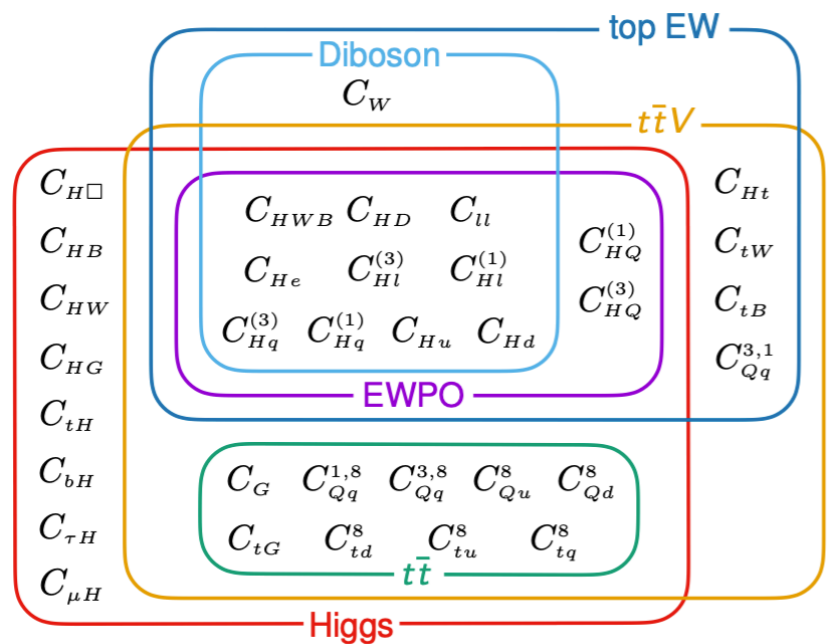 top EW
Diboson
C_W
tt̄V
C_{H□} C_{Ht}
C_{HWB} C_{HD} C_{ll}
C_{HB} C_{HQ}^{(1)} C_{tW}
C_{He} C_{Hl}^{(3)} C_{Hl}^{(1)}
C_{HW} C_{HQ}^{(3)} C_{tB}
C_{Hq}^{(3)} C_{Hq}^{(1)} C_{Hu} C_{Hd}
C_{HG} C_{Qq}^{3,1}
EWPO
C_{tH}
C_{bH} C_G C_{Qq}^{1,8} C_{Qq}^{3,8} C_{Qu}^{8} C_{Qd}^{8}
C_{τH} C_{tG} C_{td}^{8} C_{tu}^{8} C_{tq}^{8}
tt̄
C_{μH}
Higgs